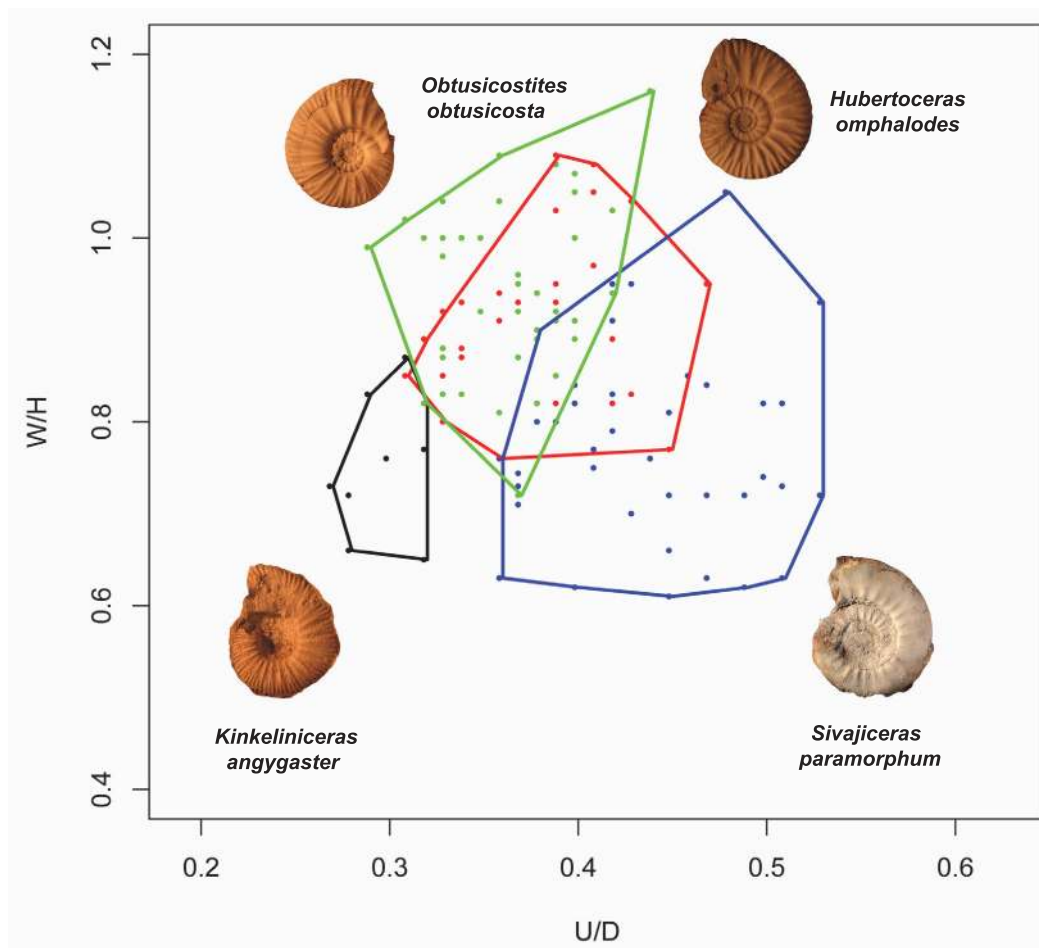 Obtusicostites
obtusicosta
Hubertoceras
omphalodes
Kinkeliniceras
angygaster
Sivajiceras
paramorphum
W/H
1.2
1.0
0.8
0.6
0.4
0.2 0.3 0.4 0.5 0.6
U/D